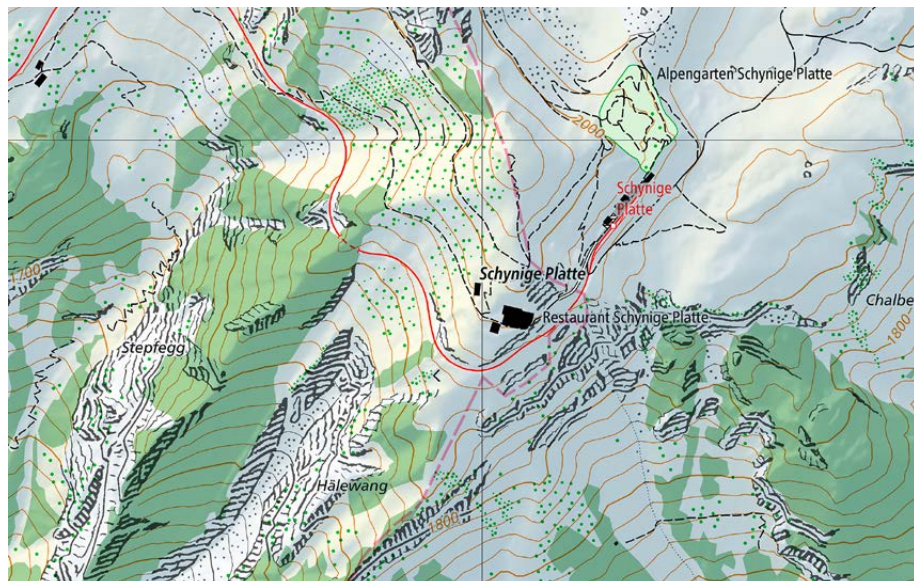 Alpengarten Schynige Platte
2000
Schynige
Platte
1700
Schynige Platte
Restaurant Schynige Platte
Chalbe
1800
Stepfegg
Hälewang
1800